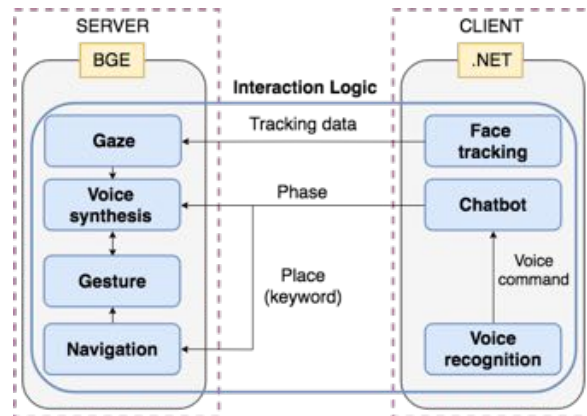 SERVER
CLIENT
BGE
.NET
Interaction Logic
Gaze
Tracking data
Face
tracking
Voice
synthesis
Phase
Chatbot
Gesture
Place
(keyword)
Voice
command
Navigation
Voice
recognition